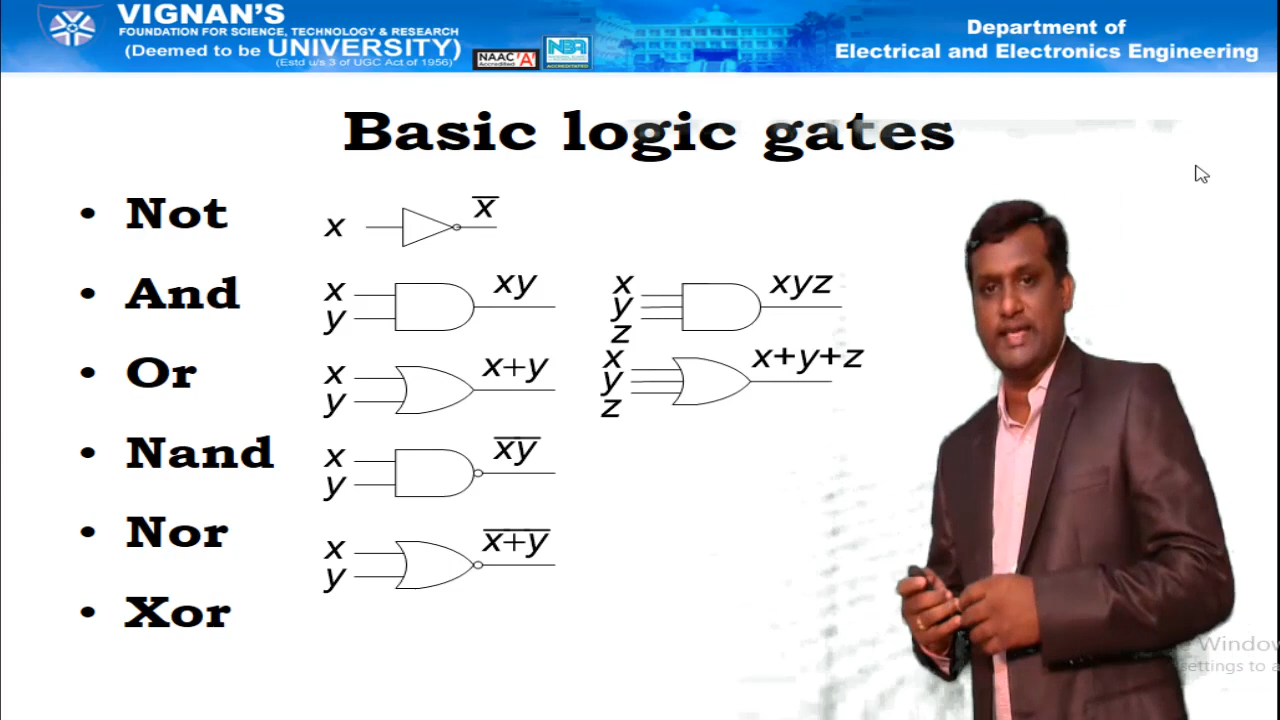 VIGNAN'S
FOUNDATION FOR SCIENCE, TECHNOLOGY & RESEARCH
(Deemed to be UNIVERSITY)
(Estd u/s 3 of UGC Act of 1956)
NAAC 'A'
Accredited
NBA
ACCREDITED
Department of
Electrical and Electronics Engineering
Basic logic gates
• Not
x
x̅
• And
x
y
xy
x
y
z
xyz
• Or
x
y
x+y
x
y
z
x+y+z
• Nand
x
y
x̅y̅
• Nor
x
y
x̅+̅y̅
• Xor
Window
settings to a